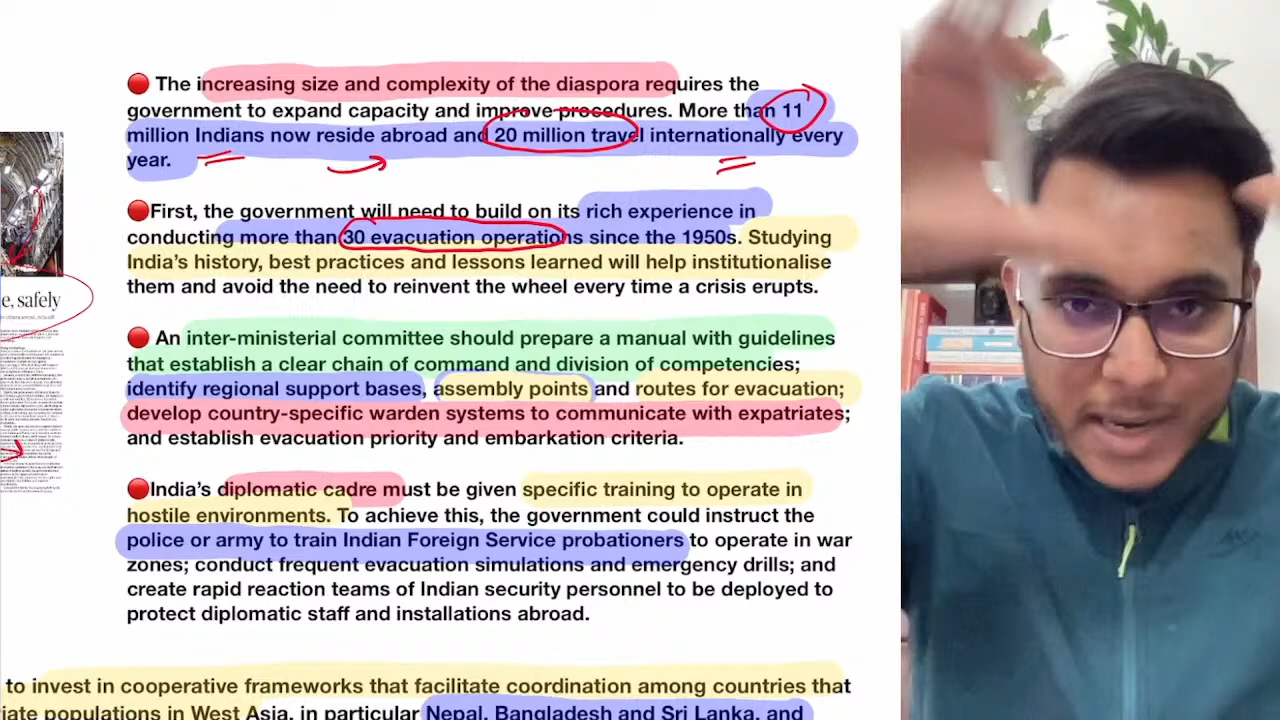 🔴 The increasing size and complexity of the diaspora requires the
government to expand capacity and improve procedures. More than 11
million Indians now reside abroad and 20 million travel internationally every
year.
🔴First, the government will need to build on its rich experience in
conducting more than 30 evacuation operations since the 1950s. Studying
India's history, best practices and lessons learned will help institutionalise
them and avoid the need to reinvent the wheel every time a crisis erupts.
🔴 An inter-ministerial committee should prepare a manual with guidelines
that establish a clear chain of command and division of competencies;
identify regional support bases, assembly points and routes for evacuation;
develop country-specific warden systems to communicate with expatriates;
and establish evacuation priority and embarkation criteria.
🔴India's diplomatic cadre must be given specific training to operate in
hostile environments. To achieve this, the government could instruct the
police or army to train Indian Foreign Service probationers to operate in war
zones; conduct frequent evacuation simulations and emergency drills; and
create rapid reaction teams of Indian security personnel to be deployed to
protect diplomatic staff and installations abroad.
to invest in cooperative frameworks that facilitate coordination among countries that
iate populations in West Asia, in particular Nepal, Bangladesh and Sri Lanka, and
e, safely